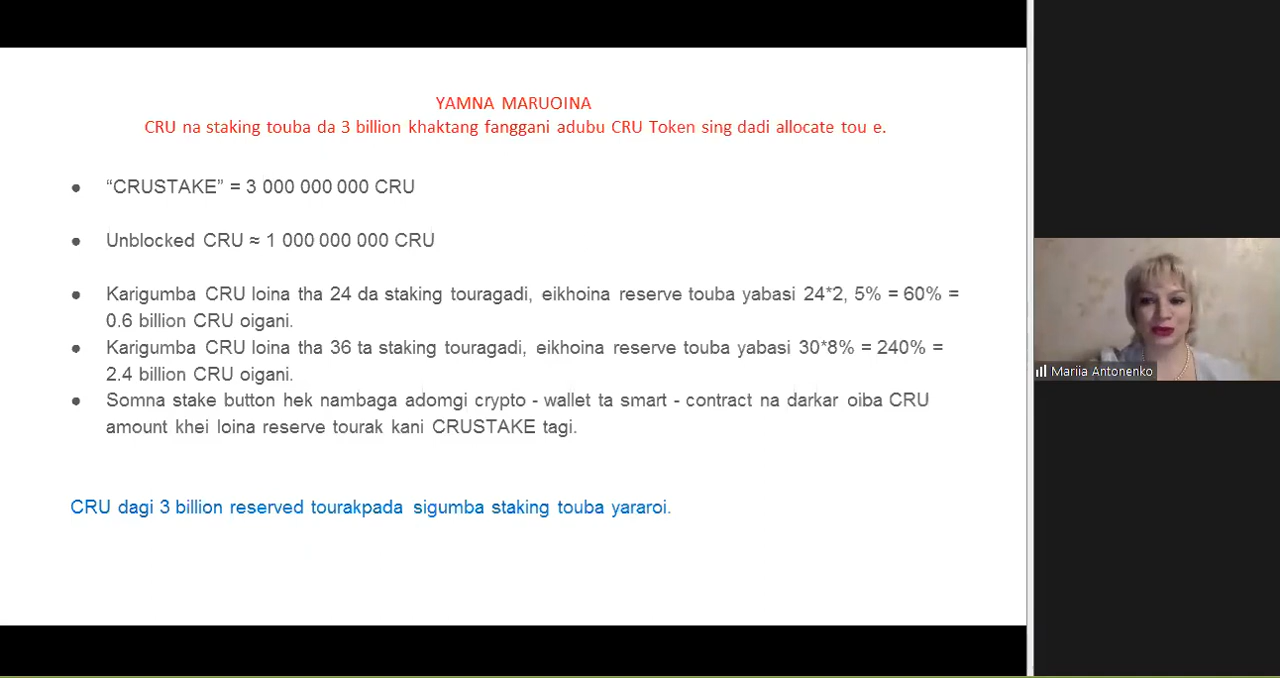 YAMNA MARUOINA
CRU na staking touba da 3 billion khaktang fanggani adubu CRU Token sing dadi allocate tou e.
● “CRUSTAKE” = 3 000 000 000 CRU
● Unblocked CRU ≈ 1 000 000 000 CRU
● Karigumba CRU loina tha 24 da staking touragadi, eikhoina reserve touba yabasi 24*2, 5% = 60% =
0.6 billion CRU oigani.
● Karigumba CRU loina tha 36 ta staking touragadi, eikhoina reserve touba yabasi 30*8% = 240% =
2.4 billion CRU oigani.
● Somna stake button hek nambaga adomgi crypto - wallet ta smart - contract na darkar oiba CRU
amount khei loina reserve tourak kani CRUSTAKE tagi.
CRU dagi 3 billion reserved tourakpada sigumba staking touba yararoi.
Mariia Antonenko